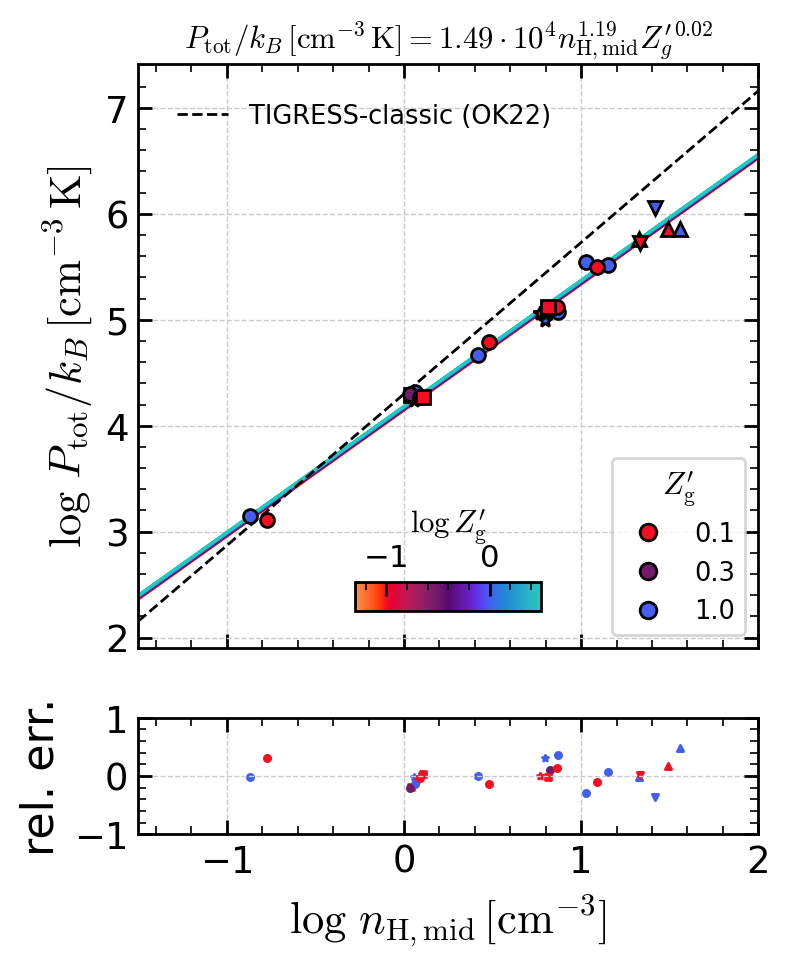 P_tot/k_B [cm^−3 K] = 1.49 · 10^4 n_H,mid^1.19 Z_g′^0.02
7
6
5
4
3
2
log P_tot/k_B [cm^−3 K]
TIGRESS-classic (OK22)
log Z′_g
−1 0
Z′_g
0.1
0.3
1.0
rel. err.
1
0
−1
−1 0 1 2
log n_H,mid [cm^−3]